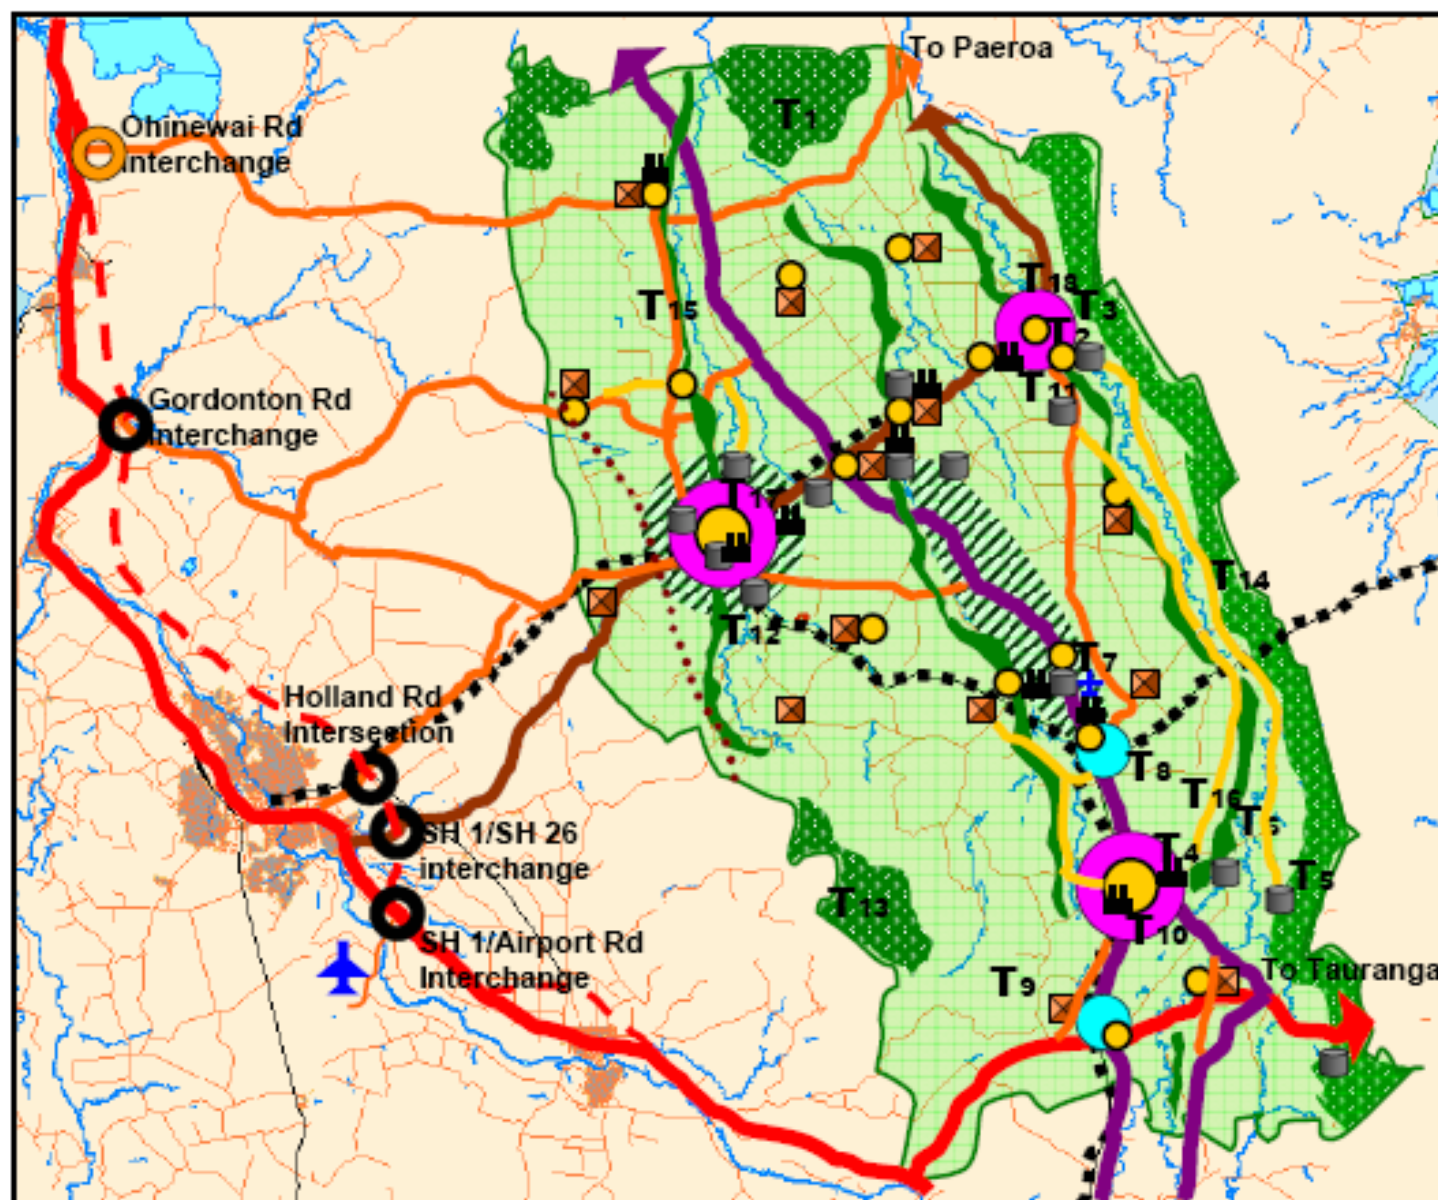 To Paeroa
T1
Ohinewai Rd
Interchange
T18
T3
T15
T2
T11
Gordonton Rd
Interchange
T17
T14
T12
T7
Holland Rd
Intersection
T8
T16
T6
SH 1/SH 26
interchange
T4
T5
T13
T10
SH 1/Airport Rd
Interchange
T9
To Tauranga